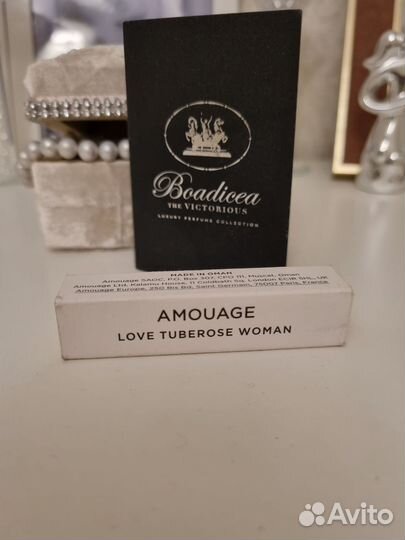 Boadicea
THE VICTORIOUS
LUXURY PERFUME COLLECTION
MADE IN OMAN
Amouage SAOC, P.O. Box 307, CPO 111, Muscat, Oman
Amouage Ltd, Kalamu House, 11 Coldbath Sq, London EC1R 5HL, UK
Amouage Europe, 250 Bis Bd, Saint Germain, 75007 Paris, France
AMOUAGE
LOVE TUBEROSE WOMAN
Avito